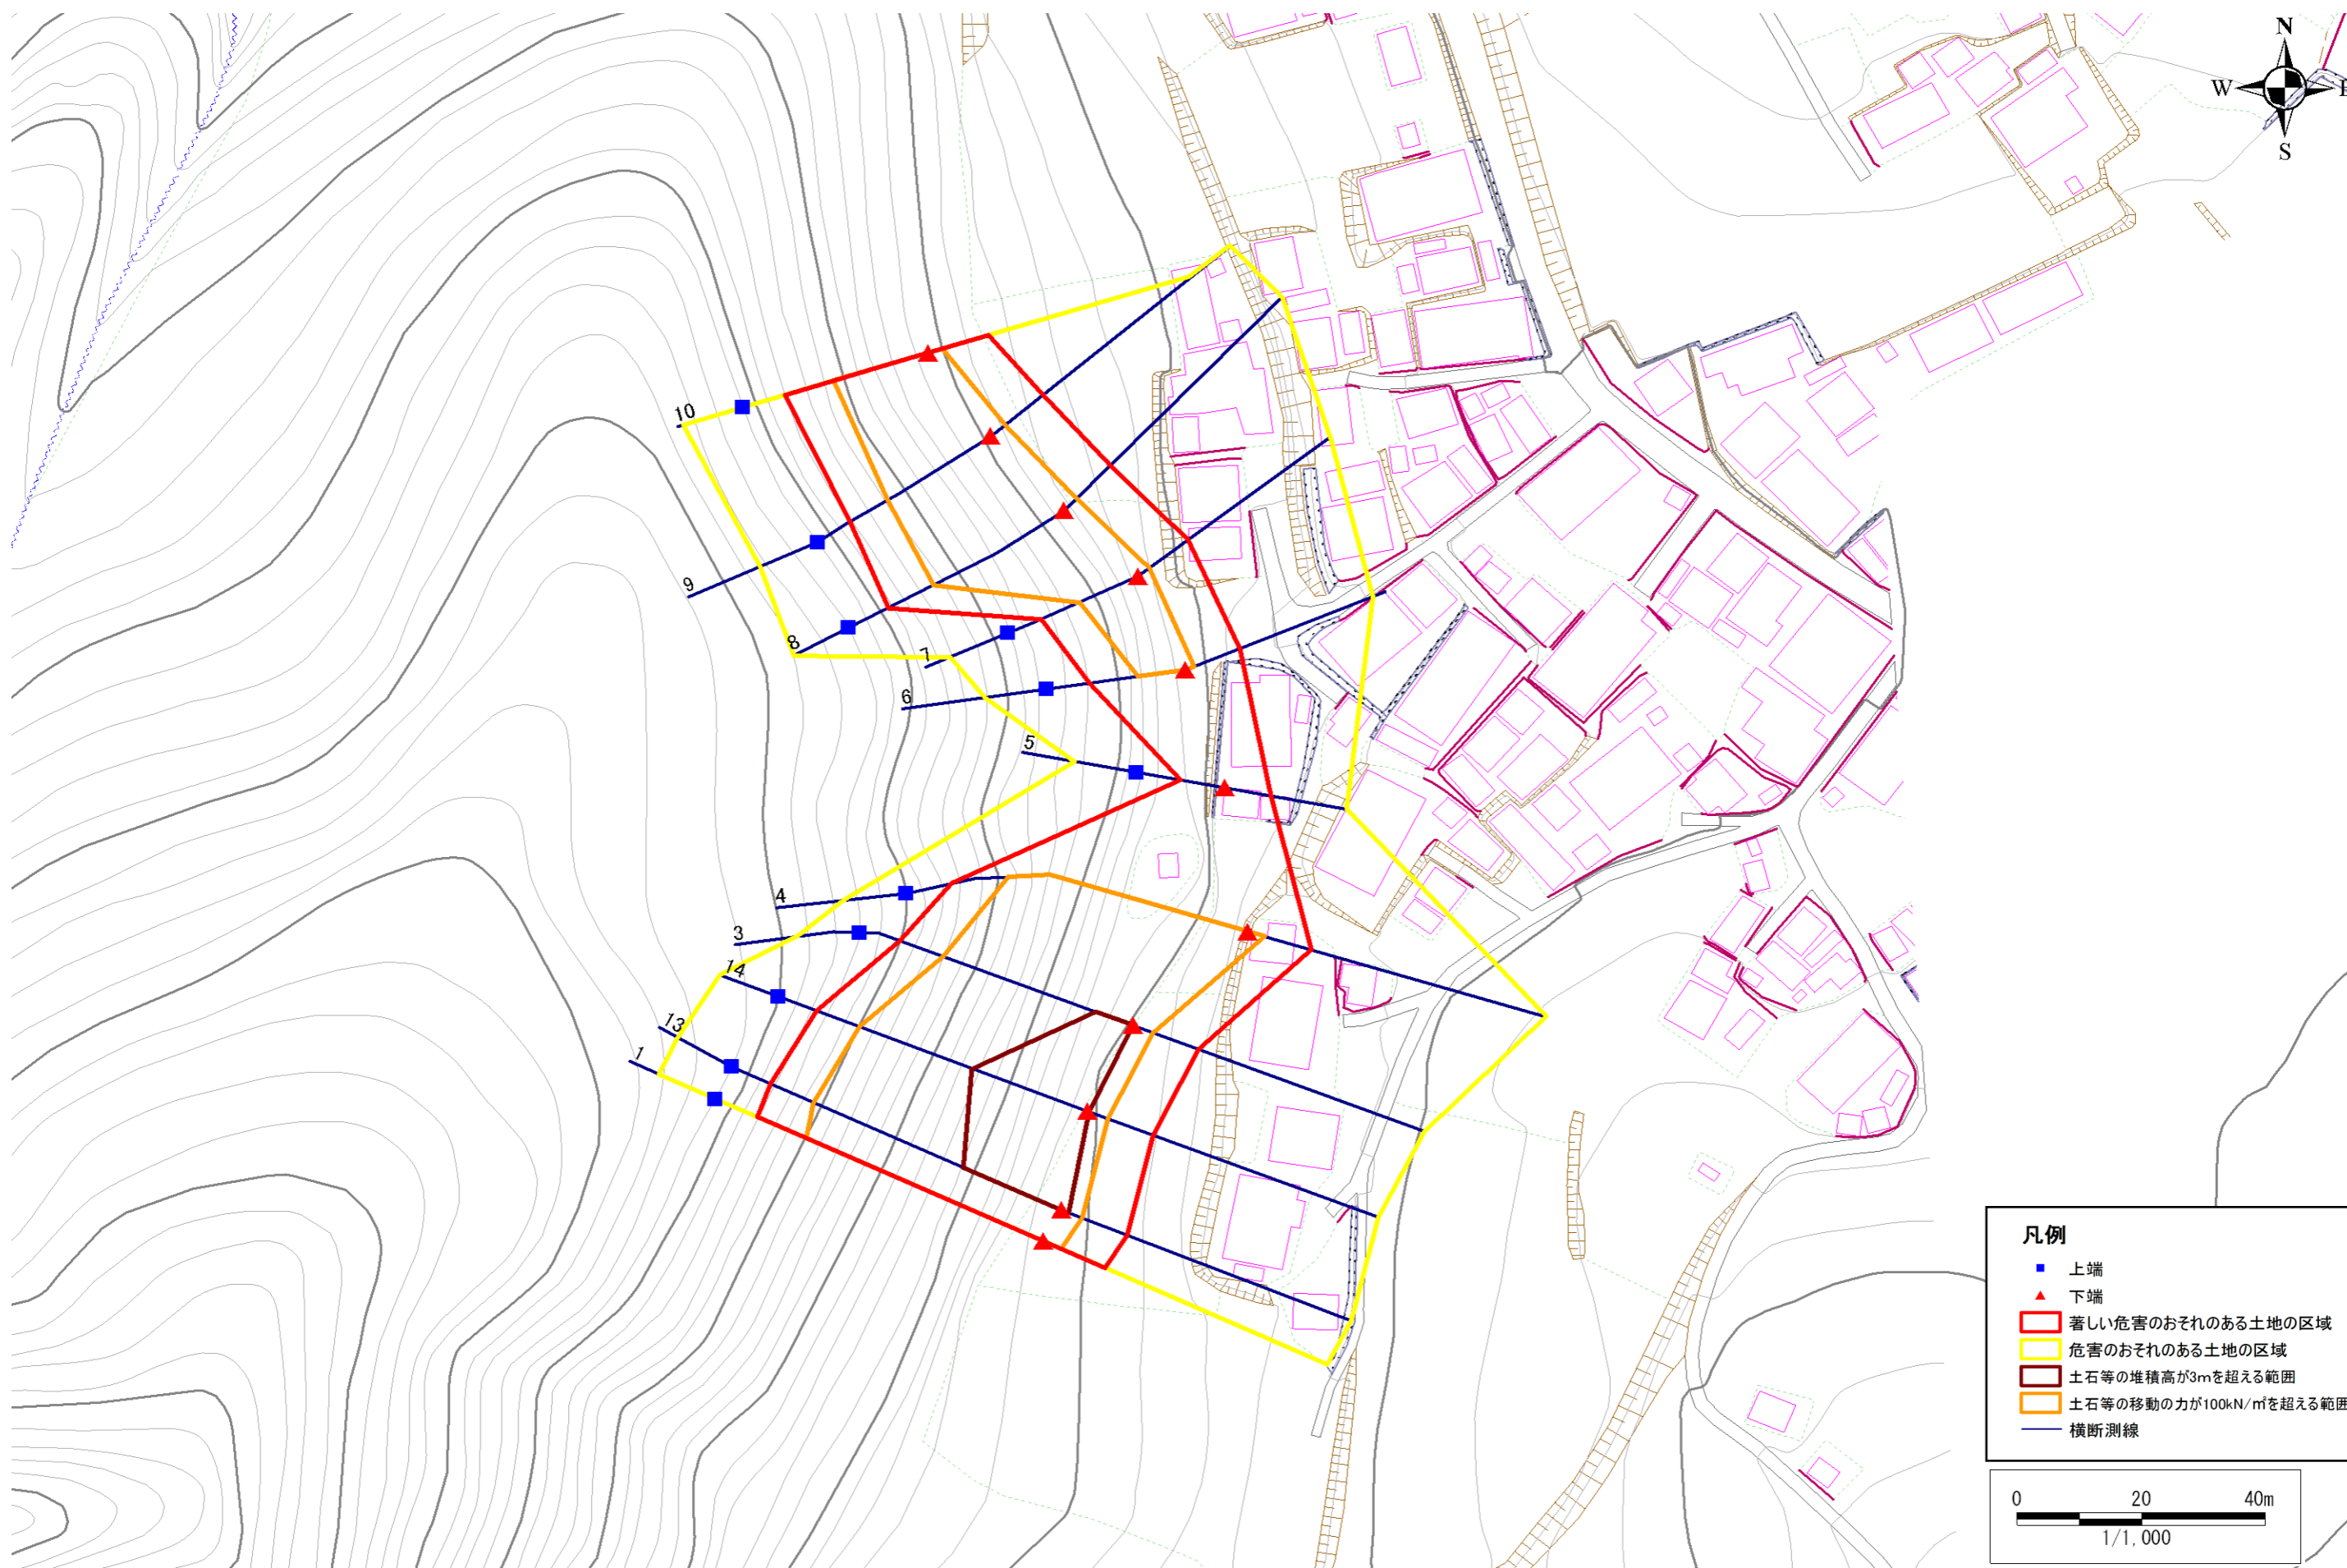 N
W
S
10
9
8
7
6
5
4
3
14
13
1
凡例
上端
下端
著しい危害のおそれのある土地の区域
危害のおそれのある土地の区域
土石等の堆積高が3mを超える範囲
土石等の移動の力が100kN/㎡を超える範囲
横断測線
0 20 40m
1/1,000